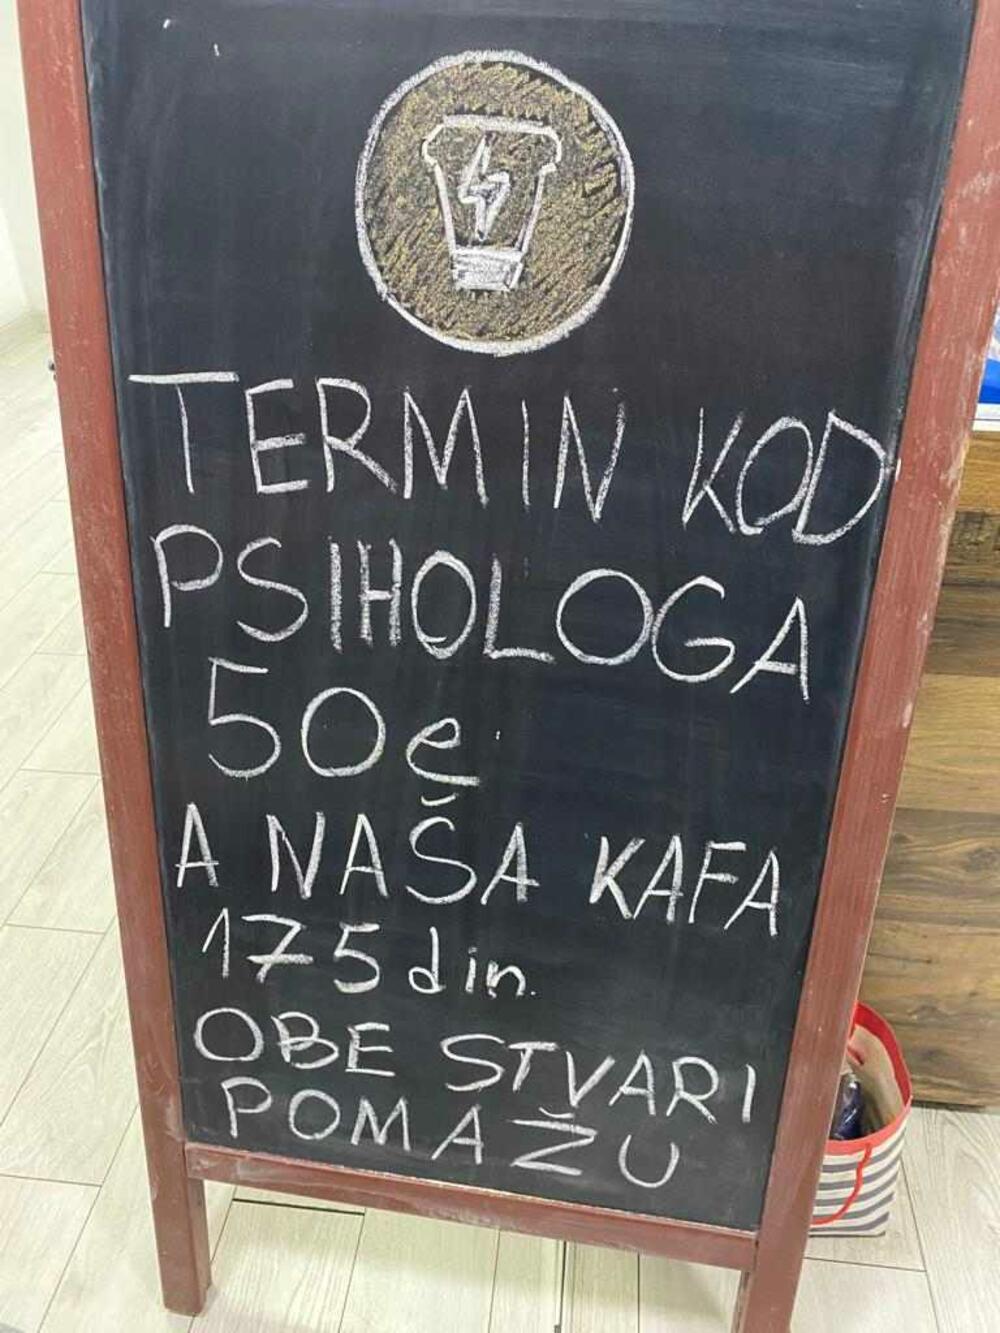 TERMIN KOD
PSIHOLOGA
50e
A NAŠA KAFA
175 din.
OBE STVARI
POMAŽU